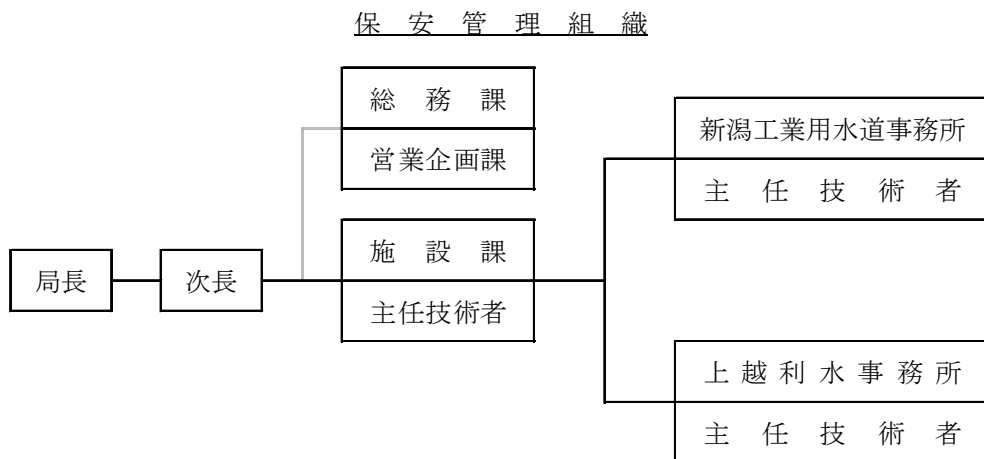 保安管理組織
総務課
営業企画課
局長
次長
施設課
主任技術者
新潟工業用水道事務所
主任技術者
上越利水事務所
主任技術者